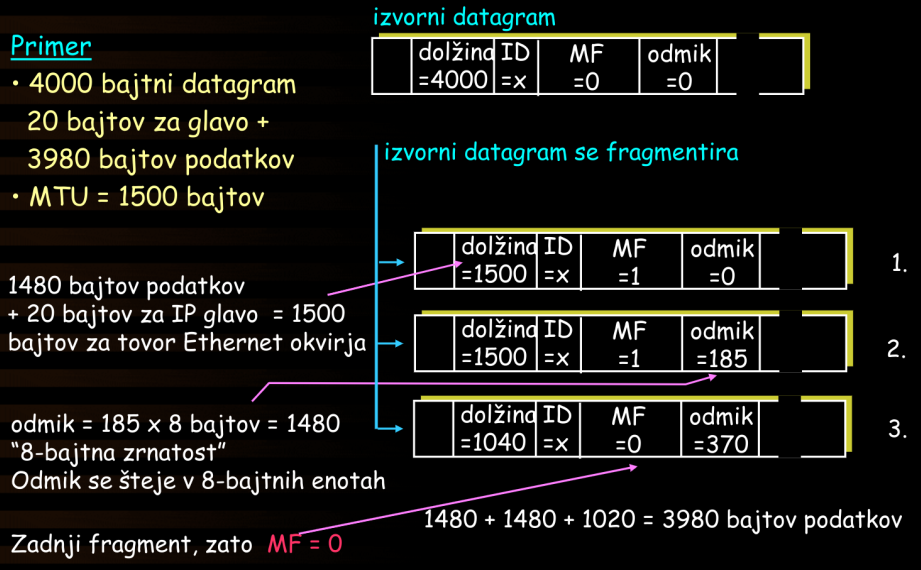 izvorni datagram
Primer
• 4000 bajtni datagram
20 bajtov za glavo +
3980 bajtov podatkov
• MTU = 1500 bajtov
dolžina ID MF odmik
=4000 =x =0 =0
izvorni datagram se fragmentira
dolžina ID MF odmik
=1500 =x =1 =0
1.
1480 bajtov podatkov
+ 20 bajtov za IP glavo = 1500
bajtov za tovor Ethernet okvirja
dolžina ID MF odmik
=1500 =x =1 =185
2.
odmik = 185 x 8 bajtov = 1480
“8-bajtna zrnatost”
Odmik se šteje v 8-bajtnih enotah
dolžina ID MF odmik
=1040 =x =0 =370
3.
1480 + 1480 + 1020 = 3980 bajtov podatkov
Zadnji fragment, zato MF = 0